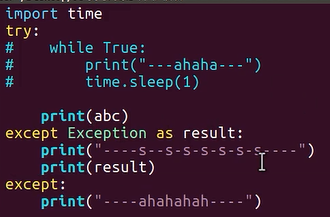 import time
try:
#    while True:
#        print("---ahaha---")
#        time.sleep(1)
    print(abc)
except Exception as result:
    print("----s--s-s-s-s-s-s----")
    print(result)
except:
    print("----ahahahah----")